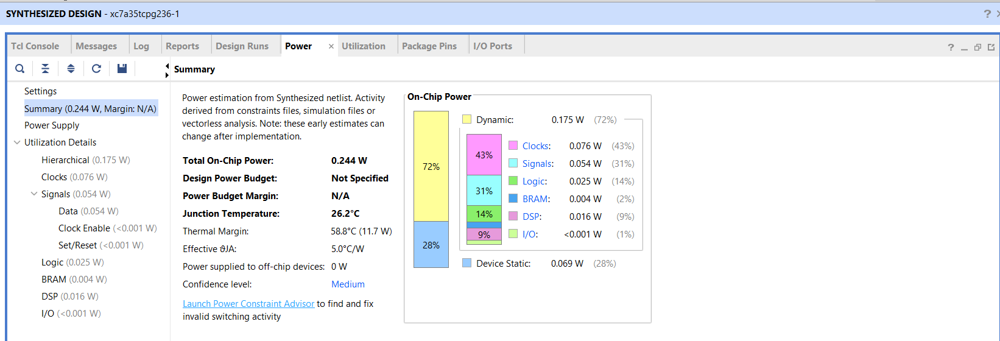 SYNTHESIZED DESIGN - xc7a35tcpg236-1
?
Tcl Console Messages Log Reports Design Runs Power × Utilization Package Pins I/O Ports
?
Summary
Settings
Summary (0.244 W, Margin: N/A)
Power Supply
Utilization Details
Hierarchical (0.175 W)
Clocks (0.076 W)
Signals (0.054 W)
Data (0.054 W)
Clock Enable (<0.001 W)
Set/Reset (<0.001 W)
Logic (0.025 W)
BRAM (0.004 W)
DSP (0.016 W)
I/O (<0.001 W)
Power estimation from Synthesized netlist. Activity
derived from constraints files, simulation files or
vectorless analysis. Note: these early estimates can
change after implementation.
Total On-Chip Power: 0.244 W
Design Power Budget: Not Specified
Power Budget Margin: N/A
Junction Temperature: 26.2°C
Thermal Margin: 58.8°C (11.7 W)
Effective ϑJA: 5.0°C/W
Power supplied to off-chip devices: 0 W
Confidence level: Medium
Launch Power Constraint Advisor to find and fix
invalid switching activity
On-Chip Power
72%
28%
Dynamic: 0.175 W (72%)
43%
31%
14%
9%
Clocks: 0.076 W (43%)
Signals: 0.054 W (31%)
Logic: 0.025 W (14%)
BRAM: 0.004 W (2%)
DSP: 0.016 W (9%)
I/O: <0.001 W (1%)
Device Static: 0.069 W (28%)